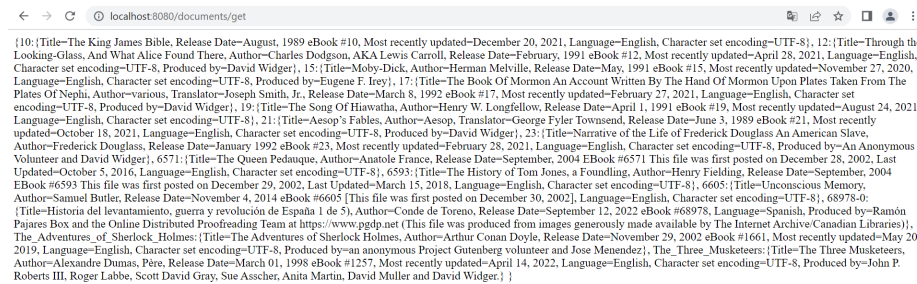 localhost:8080/documents/get
{10:{Title=The King James Bible, Release Date=August, 1989 eBook #10, Most recently updated=December 20, 2021, Language=English, Character set encoding=UTF-8}, 12:{Title=Through th
Looking-Glass, And What Alice Found There, Author=Charles Dodgson, AKA Lewis Carroll, Release Date=February, 1991 eBook #12, Most recently updated=April 28, 2021, Language=English,
Character set encoding=UTF-8, Produced by=David Widger}, 15:{Title=Moby-Dick, Author=Herman Melville, Release Date=May, 1991 eBook #15, Most recently updated=November 27, 2020,
Language=English, Character set encoding=UTF-8, Produced by=Eugene F. Irey}, 17:{Title=The Book Of Mormon An Account Written By The Hand Of Mormon Upon Plates Taken From The
Plates Of Nephi, Author=various, Translator=Joseph Smith, Jr., Release Date=March 8, 1992 eBook #17, Most recently updated=February 27, 2021, Language=English, Character set
encoding=UTF-8, Produced by=David Widger}, 19:{Title=The Song Of Hiawatha, Author=Henry W. Longfellow, Release Date=April 1, 1991 eBook #19, Most recently updated=August 24, 2021
Language=English, Character set encoding=UTF-8}, 21:{Title=Aesop's Fables, Author=Aesop, Translator=George Fyler Townsend, Release Date=June 3, 1989 eBook #21, Most recently
updated=October 18, 2021, Language=English, Character set encoding=UTF-8, Produced by=David Widger}, 23:{Title=Narrative of the Life of Frederick Douglass An American Slave,
Author=Frederick Douglass, Release Date=January 1992 eBook #23, Most recently updated=February 28, 2021, Language=English, Character set encoding=UTF-8, Produced by=An Anonymous
Volunteer and David Widger}, 6571:{Title=The Queen Pedauque, Author=Anatole France, Release Date=September, 2004 EBook #6571 This file was first posted on December 28, 2002, Last
Updated=October 5, 2016, Language=English, Character set encoding=UTF-8}, 6593:{Title=The History of Tom Jones, a Foundling, Author=Henry Fielding, Release Date=September, 2004
EBook #6593 This file was first posted on December 29, 2002, Last Updated=March 15, 2018, Language=English, Character set encoding=UTF-8}, 6605:{Title=Unconscious Memory,
Author=Samuel Butler, Release Date=November 4, 2014 eBook #6605 [This file was first posted on December 30, 2002], Language=English, Character set encoding=UTF-8}, 68978-0:
{Title=Historia del levantamiento, guerra y revolución de España 1 de 5), Author=Conde de Toreno, Release Date=September 12, 2022 eBook #68978, Language=Spanish, Produced by=Ramón
Pajares Box and the Online Distributed Proofreading Team at https://www.pgdp.net (This file was produced from images generously made available by The Internet Archive/Canadian Libraries)},
The_Adventures_of_Sherlock_Holmes:{Title=The Adventures of Sherlock Holmes, Author=Arthur Conan Doyle, Release Date=November 29, 2002 eBook #1661, Most recently updated=May 20
2019, Language=English, Character set encoding=UTF-8, Produced by=an anonymous Project Gutenberg volunteer and Jose Menendez}, The_Three_Musketeers:{Title=The Three Musketeers,
Author=Alexandre Dumas, Père, Release Date=March 01, 1998 eBook #1257, Most recently updated=April 14, 2022, Language=English, Character set encoding=UTF-8, Produced by=John P.
Roberts III, Roger Labbe, Scott David Gray, Sue Asscher, Anita Martin, David Muller and David Widger.} }